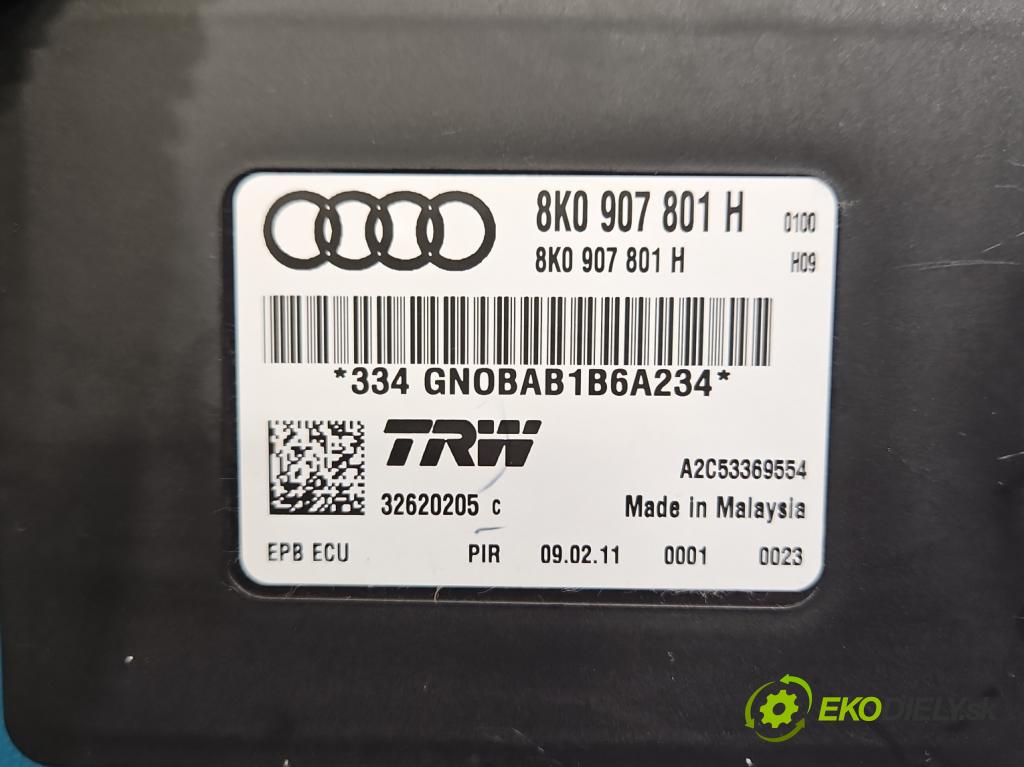 8K0 907 801 H 0100
8K0 907 801 H H09
*334 GN0BAB1B6A234*
TRW
A2C53369554
32620205 C Made in Malaysia
EPB ECU PIR 09.02.11 0001 0023
EKODIELY.sk